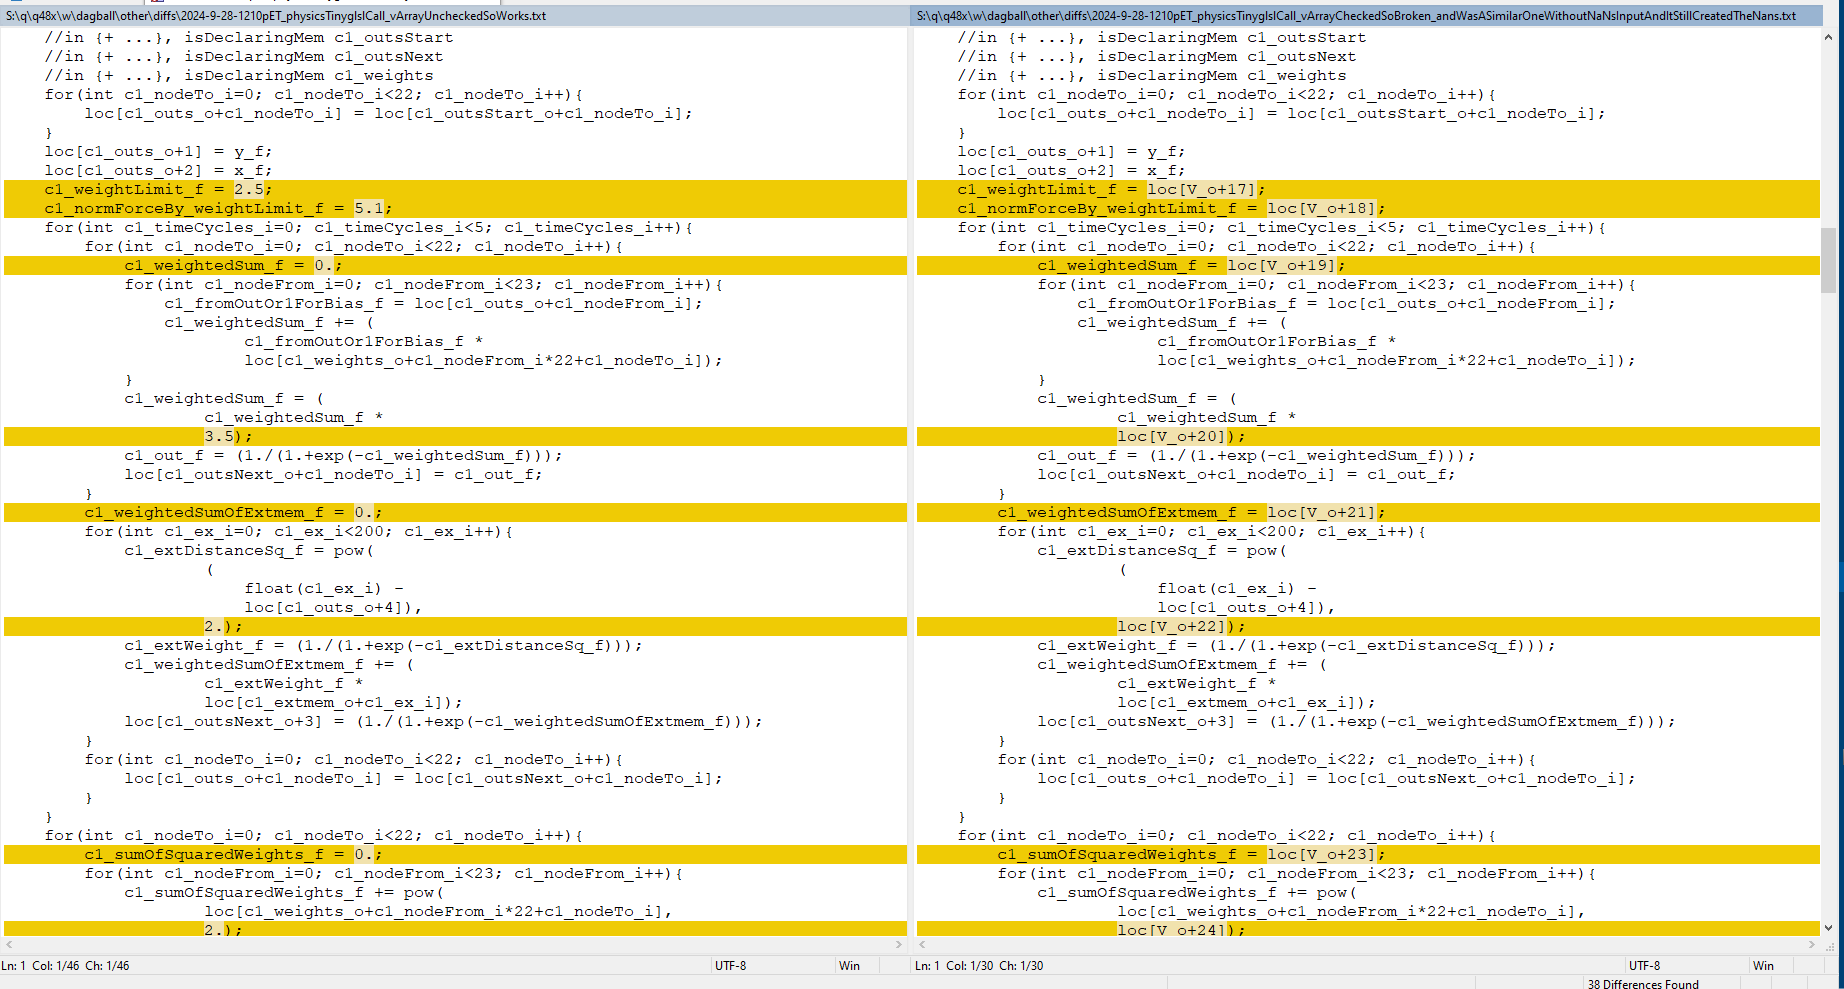 S:\q\q48x\w\dagball\other\diffs\2024-9-28-1210pET_physicsTinyglslCall_vArrayUncheckedSoWorks.txt
//in {+ ...}, isDeclaringMem c1_outsStart
//in {+ ...}, isDeclaringMem c1_outsNext
//in {+ ...}, isDeclaringMem c1_weights
for(int c1_nodeTo_i=0; c1_nodeTo_i<22; c1_nodeTo_i++){
loc[c1_outs_o+c1_nodeTo_i] = loc[c1_outsStart_o+c1_nodeTo_i];
}
loc[c1_outs_o+1] = y_f;
loc[c1_outs_o+2] = x_f;
c1_weightLimit_f = 2.5;
c1_normForceBy_weightLimit_f = 5.1;
for(int c1_timeCycles_i=0; c1_timeCycles_i<5; c1_timeCycles_i++){
for(int c1_nodeTo_i=0; c1_nodeTo_i<22; c1_nodeTo_i++){
c1_weightedSum_f = 0.;
for(int c1_nodeFrom_i=0; c1_nodeFrom_i<23; c1_nodeFrom_i++){
c1_fromOutOr1ForBias_f = loc[c1_outs_o+c1_nodeFrom_i];
c1_weightedSum_f += (
c1_fromOutOr1ForBias_f *
loc[c1_weights_o+c1_nodeFrom_i*22+c1_nodeTo_i]);
}
c1_weightedSum_f = (
c1_weightedSum_f *
3.5);
c1_out_f = (1./(1.+exp(-c1_weightedSum_f)));
loc[c1_outsNext_o+c1_nodeTo_i] = c1_out_f;
}
c1_weightedSumOfExtmem_f = 0.;
for(int c1_ex_i=0; c1_ex_i<200; c1_ex_i++){
c1_extDistanceSq_f = pow(
(
float(c1_ex_i) -
loc[c1_outs_o+4]),
2.);
c1_extWeight_f = (1./(1.+exp(-c1_extDistanceSq_f)));
c1_weightedSumOfExtmem_f += (
c1_extWeight_f *
loc[c1_extmem_o+c1_ex_i]);
loc[c1_outsNext_o+3] = (1./(1.+exp(-c1_weightedSumOfExtmem_f)));
}
for(int c1_nodeTo_i=0; c1_nodeTo_i<22; c1_nodeTo_i++){
loc[c1_outs_o+c1_nodeTo_i] = loc[c1_outsNext_o+c1_nodeTo_i];
}
}
for(int c1_nodeTo_i=0; c1_nodeTo_i<22; c1_nodeTo_i++){
c1_sumOfSquaredWeights_f = 0.;
for(int c1_nodeFrom_i=0; c1_nodeFrom_i<23; c1_nodeFrom_i++){
c1_sumOfSquaredWeights_f += pow(
loc[c1_weights_o+c1_nodeFrom_i*22+c1_nodeTo_i],
2.);
Ln: 1 Col: 1/46 Ch: 1/46
UTF-8
Win
S:\q\q48x\w\dagball\other\diffs\2024-9-28-1210pET_physicsTinyglslCall_vArrayCheckedSoBroken_andWasASimilarOneWithoutNaNsInputAndItStillCreatedTheNans.txt
//in {+ ...}, isDeclaringMem c1_outsStart
//in {+ ...}, isDeclaringMem c1_outsNext
//in {+ ...}, isDeclaringMem c1_weights
for(int c1_nodeTo_i=0; c1_nodeTo_i<22; c1_nodeTo_i++){
loc[c1_outs_o+c1_nodeTo_i] = loc[c1_outsStart_o+c1_nodeTo_i];
}
loc[c1_outs_o+1] = y_f;
loc[c1_outs_o+2] = x_f;
c1_weightLimit_f = loc[V_o+17];
c1_normForceBy_weightLimit_f = loc[V_o+18];
for(int c1_timeCycles_i=0; c1_timeCycles_i<5; c1_timeCycles_i++){
for(int c1_nodeTo_i=0; c1_nodeTo_i<22; c1_nodeTo_i++){
c1_weightedSum_f = loc[V_o+19];
for(int c1_nodeFrom_i=0; c1_nodeFrom_i<23; c1_nodeFrom_i++){
c1_fromOutOr1ForBias_f = loc[c1_outs_o+c1_nodeFrom_i];
c1_weightedSum_f += (
c1_fromOutOr1ForBias_f *
loc[c1_weights_o+c1_nodeFrom_i*22+c1_nodeTo_i]);
}
c1_weightedSum_f = (
c1_weightedSum_f *
loc[V_o+20]);
c1_out_f = (1./(1.+exp(-c1_weightedSum_f)));
loc[c1_outsNext_o+c1_nodeTo_i] = c1_out_f;
}
c1_weightedSumOfExtmem_f = loc[V_o+21];
for(int c1_ex_i=0; c1_ex_i<200; c1_ex_i++){
c1_extDistanceSq_f = pow(
(
float(c1_ex_i) -
loc[c1_outs_o+4]),
loc[V_o+22]);
c1_extWeight_f = (1./(1.+exp(-c1_extDistanceSq_f)));
c1_weightedSumOfExtmem_f += (
c1_extWeight_f *
loc[c1_extmem_o+c1_ex_i]);
loc[c1_outsNext_o+3] = (1./(1.+exp(-c1_weightedSumOfExtmem_f)));
}
for(int c1_nodeTo_i=0; c1_nodeTo_i<22; c1_nodeTo_i++){
loc[c1_outs_o+c1_nodeTo_i] = loc[c1_outsNext_o+c1_nodeTo_i];
}
}
for(int c1_nodeTo_i=0; c1_nodeTo_i<22; c1_nodeTo_i++){
c1_sumOfSquaredWeights_f = loc[V_o+23];
for(int c1_nodeFrom_i=0; c1_nodeFrom_i<23; c1_nodeFrom_i++){
c1_sumOfSquaredWeights_f += pow(
loc[c1_weights_o+c1_nodeFrom_i*22+c1_nodeTo_i],
loc[V_o+24]);
Ln: 1 Col: 1/30 Ch: 1/30
UTF-8
Win
38 Differences Found